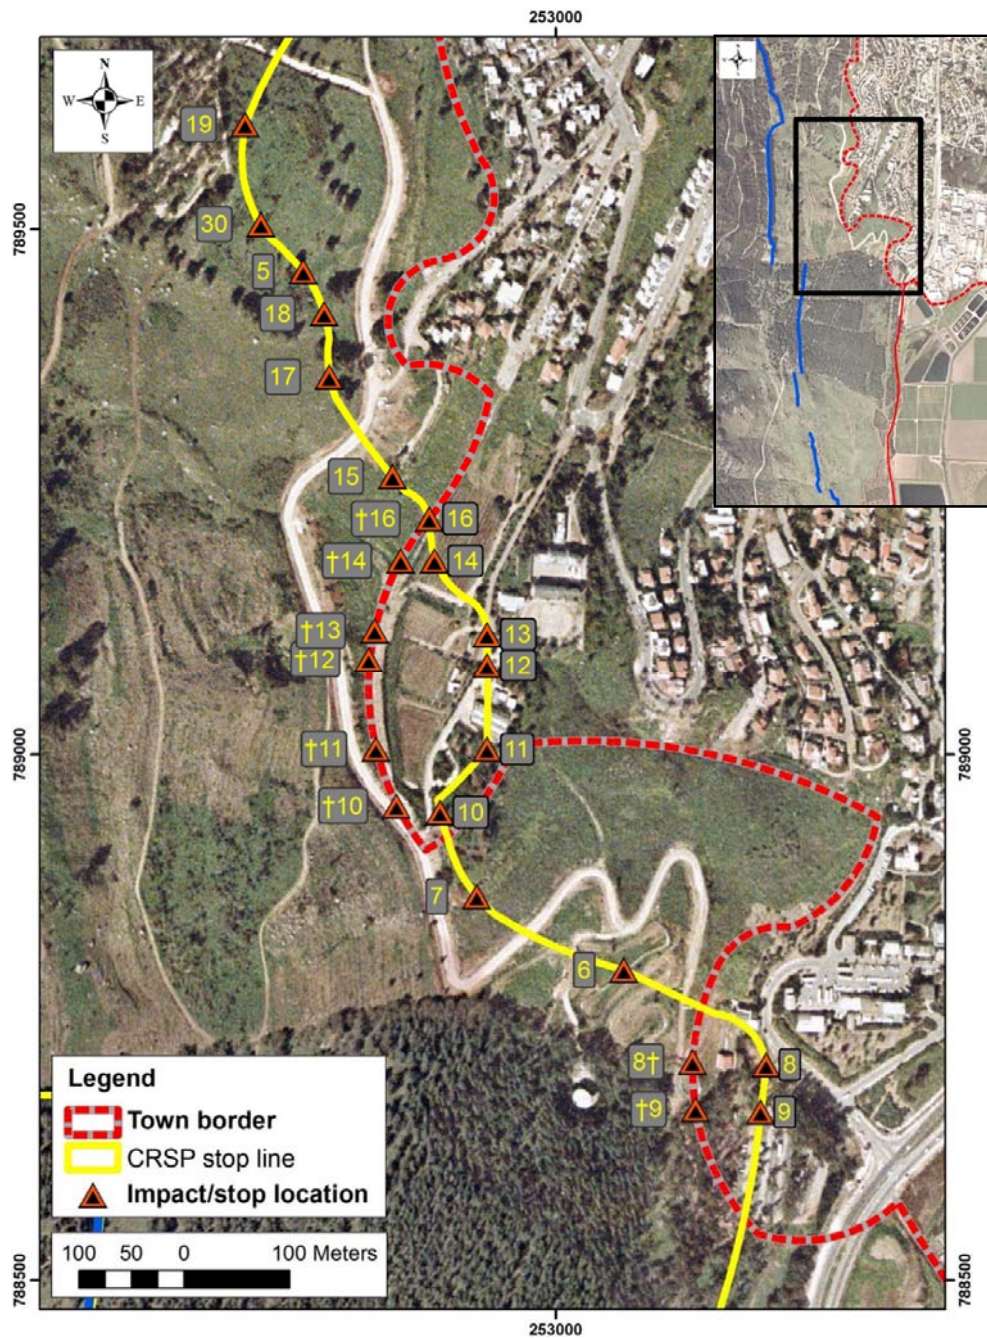 253000
N
W E
S
19
789500
30
5
18
17
15
†16 16
†14 14
†13 13
†12 12
789000 †11 11 789000
†10 10
7
6
8† 8
†9 9
Legend
Town border
CRSP stop line
Impact/stop location
100 50 0 100 Meters
788500 788500
253000